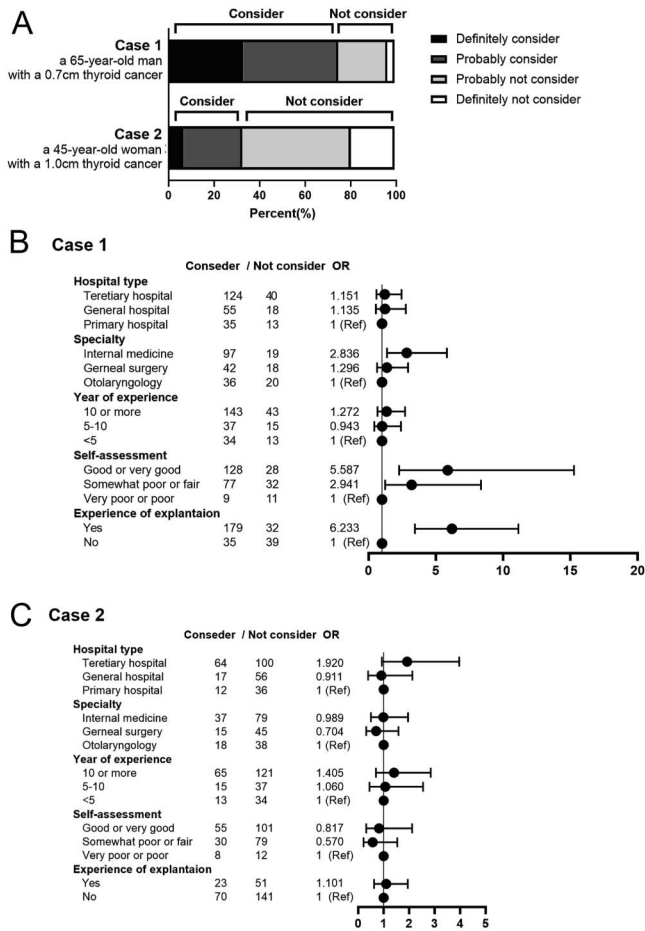 A
Consider Not consider
Case 1
a 65-year-old man
with a 0.7cm thyroid cancer
Consider Not consider
Case 2
a 45-year-old woman
with a 1.0cm thyroid cancer
0 20 40 60 80 100
Percent(%)
Definitely consider
Probably consider
Probably not consider
Definitely not consider
B Case 1
Conseder / Not consider OR
Hospital type
Teretiary hospital 124 40 1.151
General hospital 55 18 1.135
Primary hospital 35 13 1 (Ref)
Specialty
Internal medicine 97 19 2.836
Gerneal surgery 42 18 1.296
Otolaryngology 36 20 1 (Ref)
Year of experience
10 or more 143 43 1.272
5-10 37 15 0.943
<5 34 13 1 (Ref)
Self-assessment
Good or very good 128 28 5.587
Somewhat poor or fair 77 32 2.941
Very poor or poor 9 11 1 (Ref)
Experience of explantaion
Yes 179 32 6.233
No 35 39 1 (Ref)
0 5 10 15 20
C Case 2
Conseder / Not consider OR
Hospital type
Teretiary hospital 64 100 1.920
General hospital 17 56 0.911
Primary hospital 12 36 1 (Ref)
Specialty
Internal medicine 37 79 0.989
Gerneal surgery 15 45 0.704
Otolaryngology 18 38 1 (Ref)
Year of experience
10 or more 65 121 1.405
5-10 15 37 1.060
<5 13 34 1 (Ref)
Self-assessment
Good or very good 55 101 0.817
Somewhat poor or fair 30 79 0.570
Very poor or poor 8 12 1 (Ref)
Experience of explantaion
Yes 23 51 1.101
No 70 141 1 (Ref)
0 1 2 3 4 5